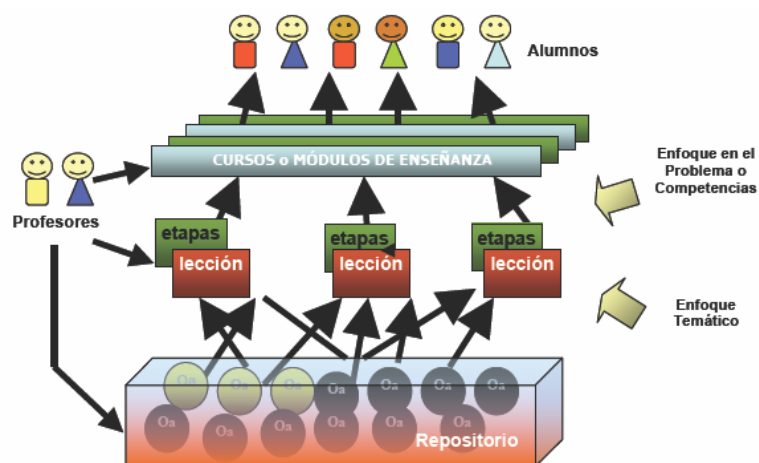 Alumnos
CURSOS o MÓDULOS DE ENSEÑANZA
Enfoque en el
Problema o
Competencias
Profesores
etapas
lección
etapas
lección
etapas
lección
Enfoque
Temático
Oa Oa Oa Oa Oa Oa Oa
Oa Oa Oa Oa Oa Oa
Repositorio